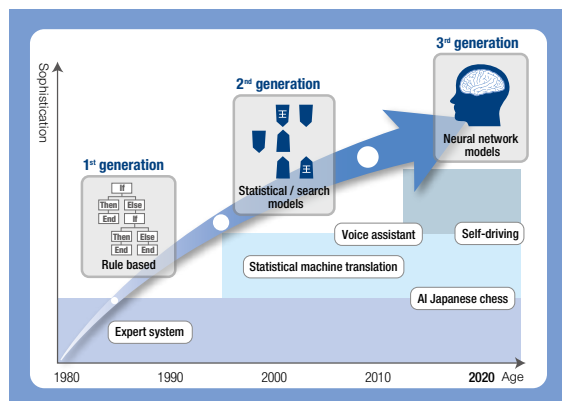 3rd generation
2nd generation
Sophistication
Neural network
models
1st generation
Statistical / search
models
If
Then Else
End If
Then Else
End End
Rule based
Voice assistant
Self-driving
Statistical machine translation
AI Japanese chess
Expert system
1980 1990 2000 2010 2020 Age